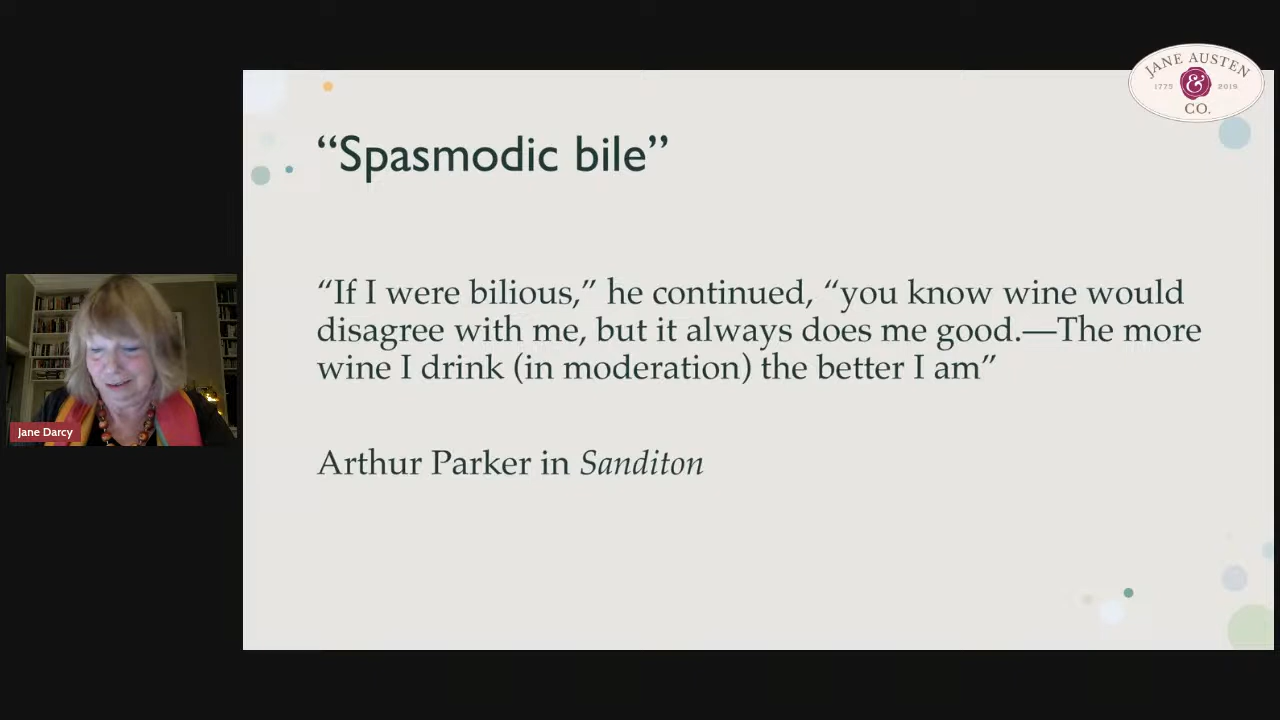 JANE AUSTEN
1775 & 2019
CO.
“Spasmodic bile”
“If I were bilious,” he continued, “you know wine would
disagree with me, but it always does me good.—The more
wine I drink (in moderation) the better I am”
Arthur Parker in Sanditon
Jane Darcy